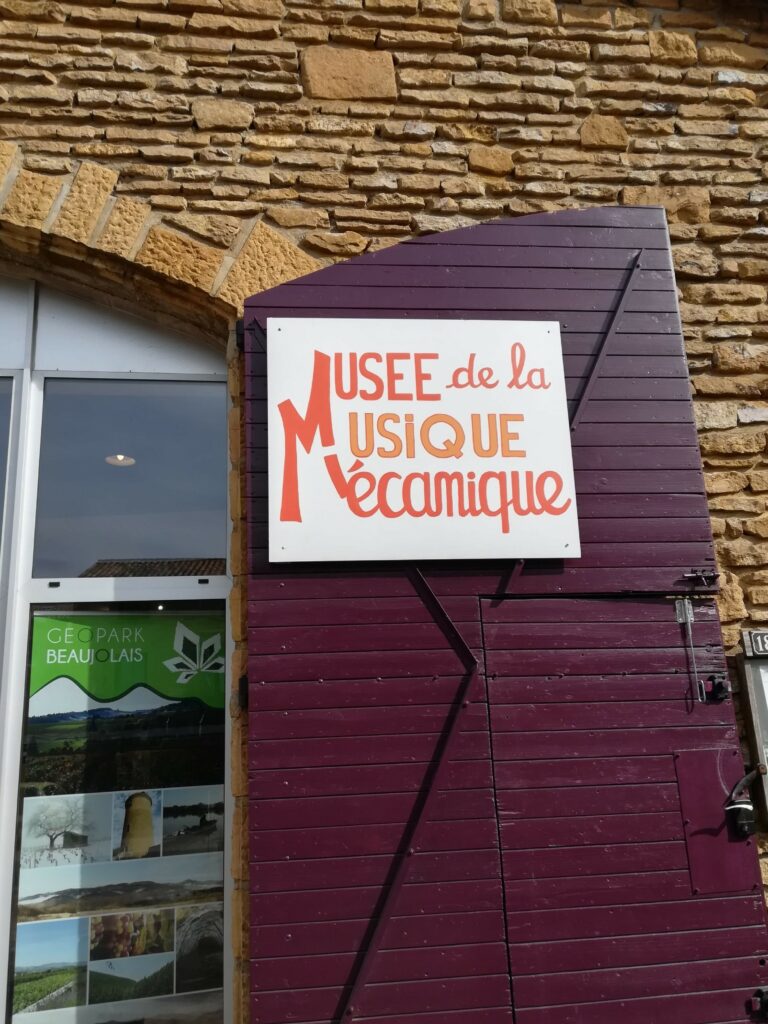 MUSEE de la
MUSiQUE
Mécanique
GEOPARK
BEAUJOLAIS